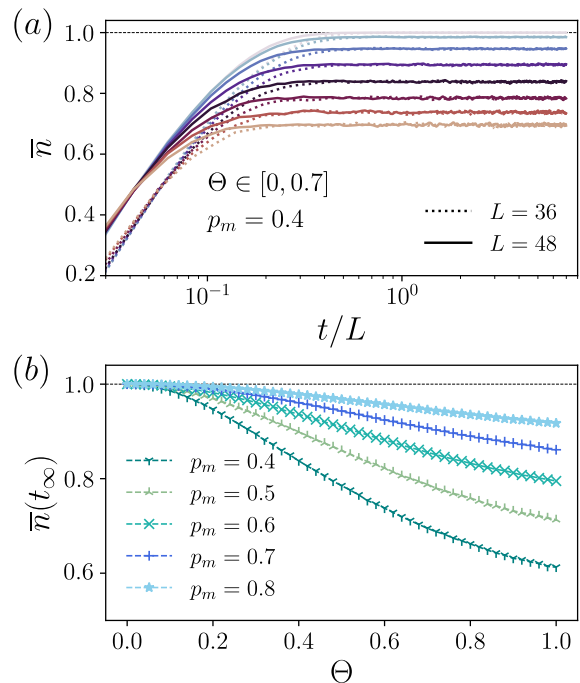 (a)
1.0
0.8
0.6
0.4
0.2
n̅
Θ ∈ [0, 0.7]
p_m = 0.4
L = 36
L = 48
10⁻¹ 10⁰
t/L
(b)
1.0
0.8
0.6
n̅(t_∞)
p_m = 0.4
p_m = 0.5
p_m = 0.6
p_m = 0.7
p_m = 0.8
0.0 0.2 0.4 0.6 0.8 1.0
Θ